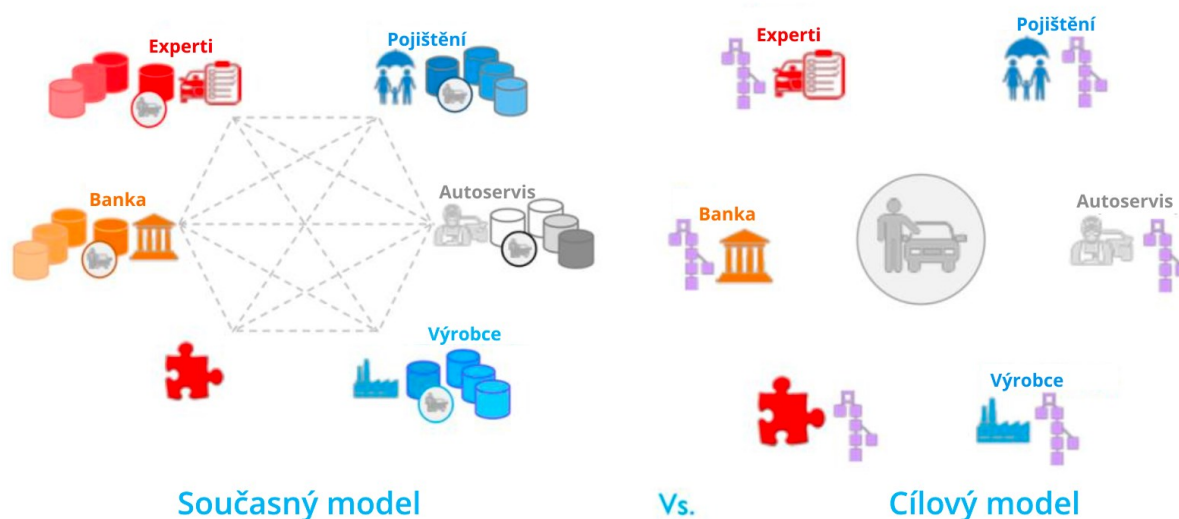 Experti
Pojištění
Banka
Autoservis
Výrobce
Současný model
Vs.
Experti
Pojištění
Banka
Autoservis
Výrobce
Cílový model